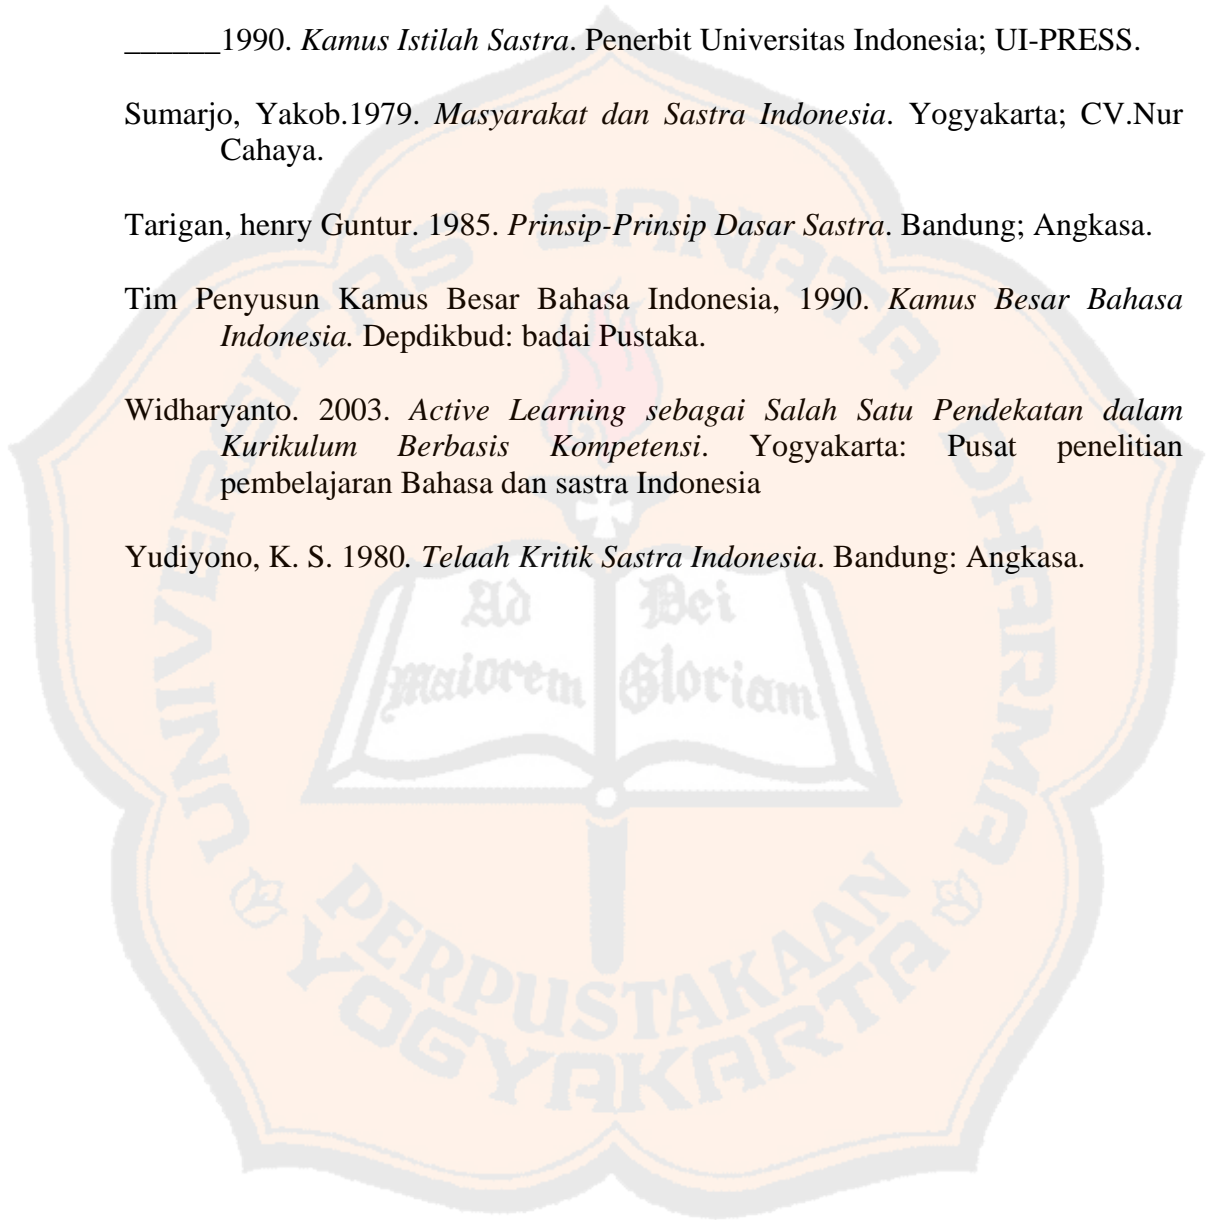 ______1990. Kamus Istilah Sastra. Penerbit Universitas Indonesia; UI-PRESS.
Sumarjo, Yakob.1979. Masyarakat dan Sastra Indonesia. Yogyakarta; CV.Nur
Cahaya.
Tarigan, henry Guntur. 1985. Prinsip-Prinsip Dasar Sastra. Bandung; Angkasa.
Tim Penyusun Kamus Besar Bahasa Indonesia, 1990. Kamus Besar Bahasa
Indonesia. Depdikbud: badai Pustaka.
Widharyanto. 2003. Active Learning sebagai Salah Satu Pendekatan dalam
Kurikulum Berbasis Kompetensi. Yogyakarta: Pusat penelitian
pembelajaran Bahasa dan sastra Indonesia
Yudiyono, K. S. 1980. Telaah Kritik Sastra Indonesia. Bandung: Angkasa.
UNIVERSITAS SANATA DHARMA
Ad Dei
maiorem Gloriam
PERPUSTAKAAN
YOGYAKARTA